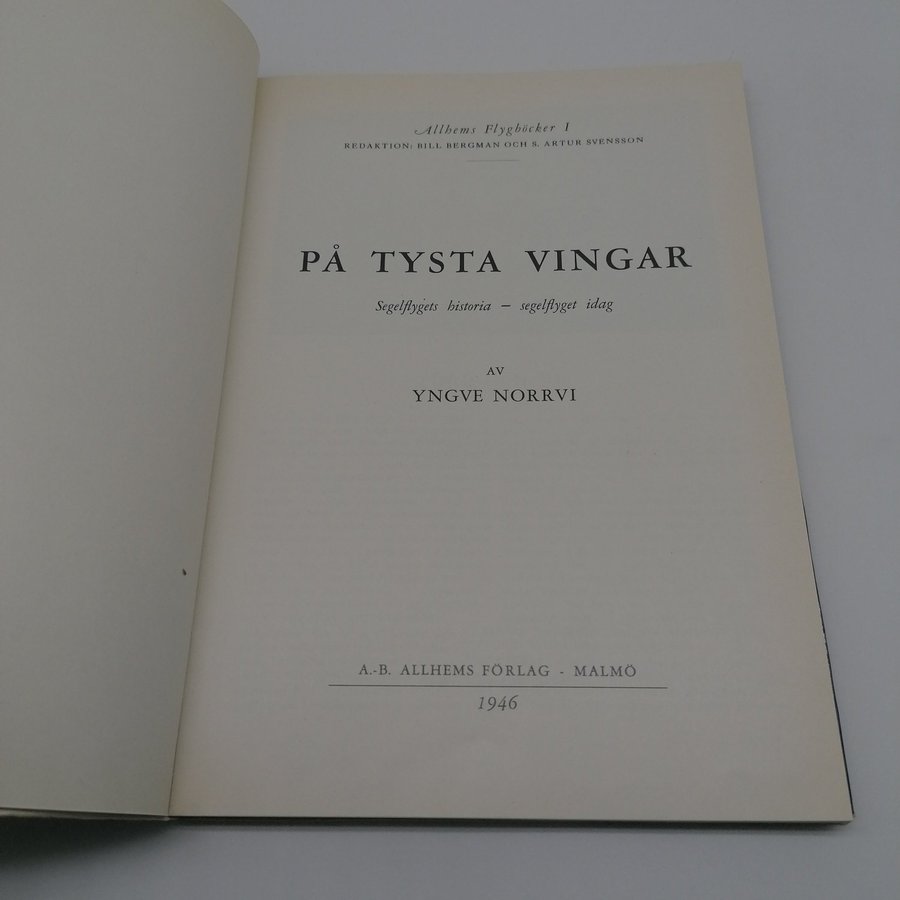 Allhems Flygböcker I
REDAKTION: BILL BERGMAN OCH S. ARTUR SVENSSON
PÅ TYSTA VINGAR
Segelflygets historia – segelflyget idag
AV
YNGVE NORRVI
A.-B. ALLHEMS FÖRLAG - MALMÖ
1946